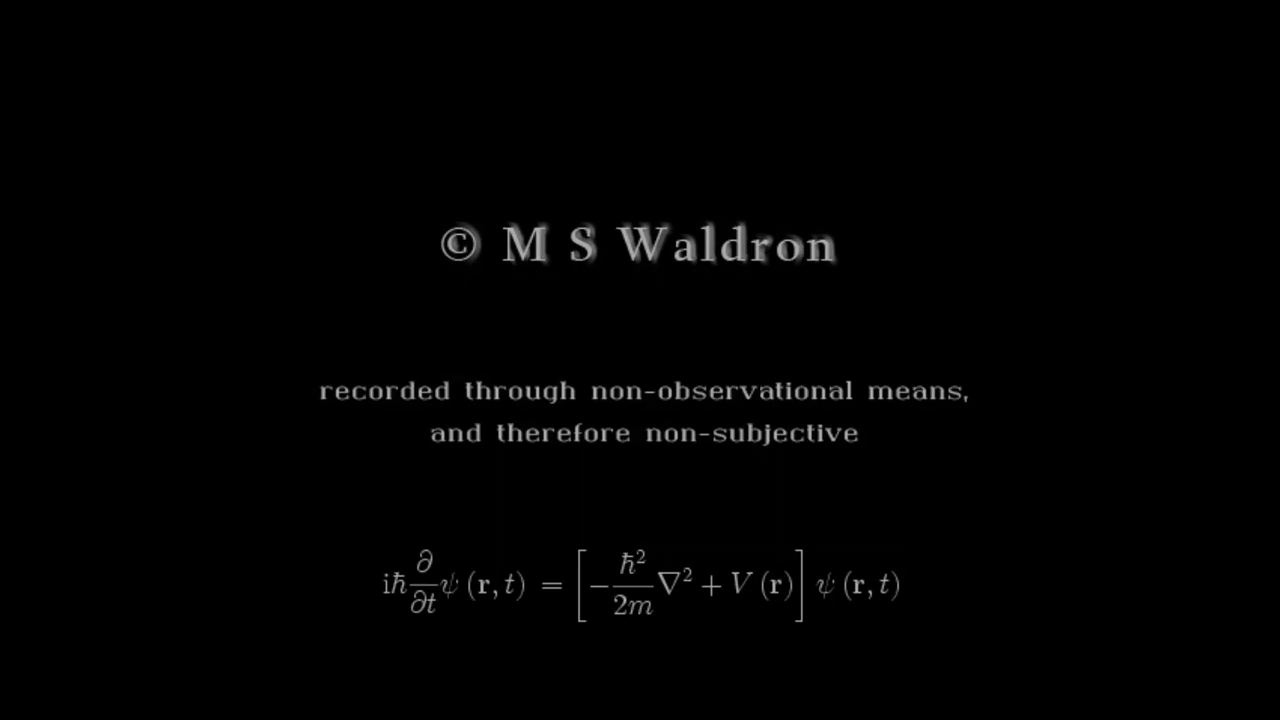 © M S Waldron
recorded through non-observational means,
and therefore non-subjective
iħ ∂/∂t ψ (r, t) = [ −ħ²/2m ∇² + V (r) ] ψ (r, t)